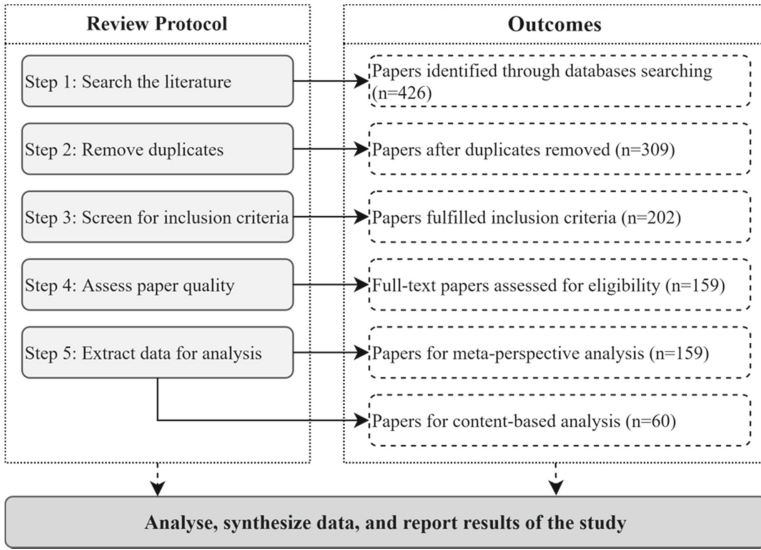 Review Protocol
Outcomes
Step 1: Search the literature
Papers identified through databases searching
(n=426)
Step 2: Remove duplicates
Papers after duplicates removed (n=309)
Step 3: Screen for inclusion criteria
Papers fulfilled inclusion criteria (n=202)
Step 4: Assess paper quality
Full-text papers assessed for eligibility (n=159)
Step 5: Extract data for analysis
Papers for meta-perspective analysis (n=159)
Papers for content-based analysis (n=60)
Analyse, synthesize data, and report results of the study